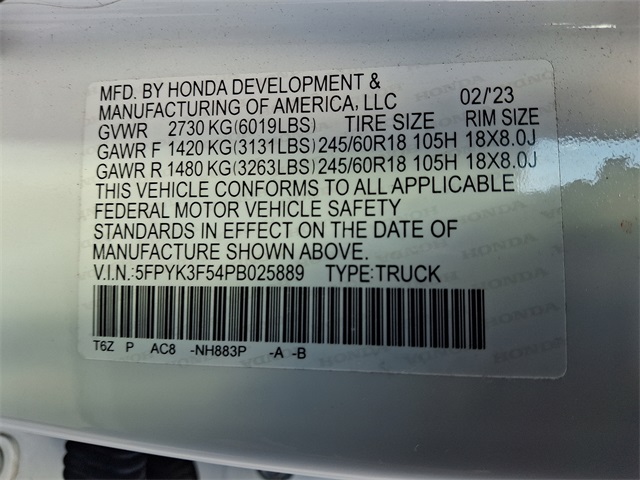 MFD. BY HONDA DEVELOPMENT &
MANUFACTURING OF AMERICA, LLC 02/'23
GVWR 2730 KG(6019LBS) TIRE SIZE RIM SIZE
GAWR F 1420 KG(3131LBS) 245/60R18 105H 18X8.0J
GAWR R 1480 KG(3263LBS) 245/60R18 105H 18X8.0J
THIS VEHICLE CONFORMS TO ALL APPLICABLE
FEDERAL MOTOR VEHICLE SAFETY
STANDARDS IN EFFECT ON THE DATE OF
MANUFACTURE SHOWN ABOVE.
V.I.N.:5FPYK3F54PB025889 TYPE:TRUCK
T6Z P AC8 -NH883P -A -B